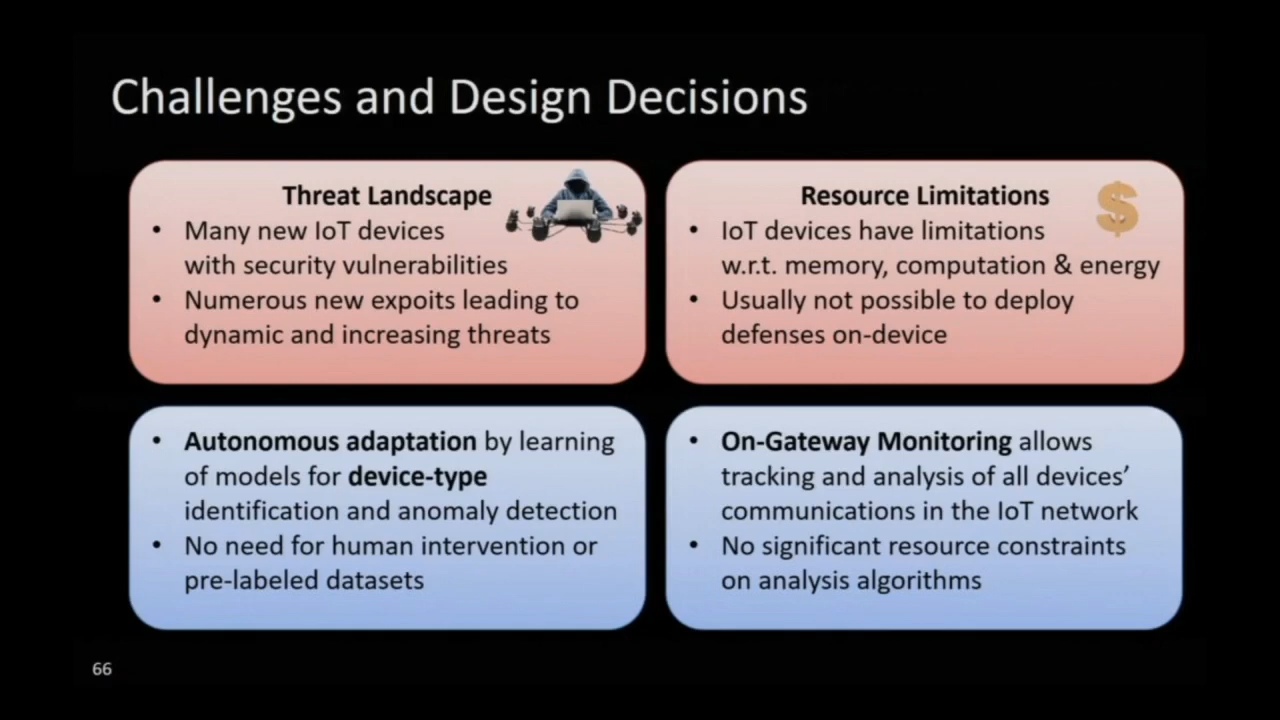 Challenges and Design Decisions
Threat Landscape
• Many new IoT devices
with security vulnerabilities
• Numerous new expoits leading to
dynamic and increasing threats
Resource Limitations
$
• IoT devices have limitations
w.r.t. memory, computation & energy
• Usually not possible to deploy
defenses on-device
• Autonomous adaptation by learning
of models for device-type
identification and anomaly detection
• No need for human intervention or
pre-labeled datasets
• On-Gateway Monitoring allows
tracking and analysis of all devices’
communications in the IoT network
• No significant resource constraints
on analysis algorithms
66